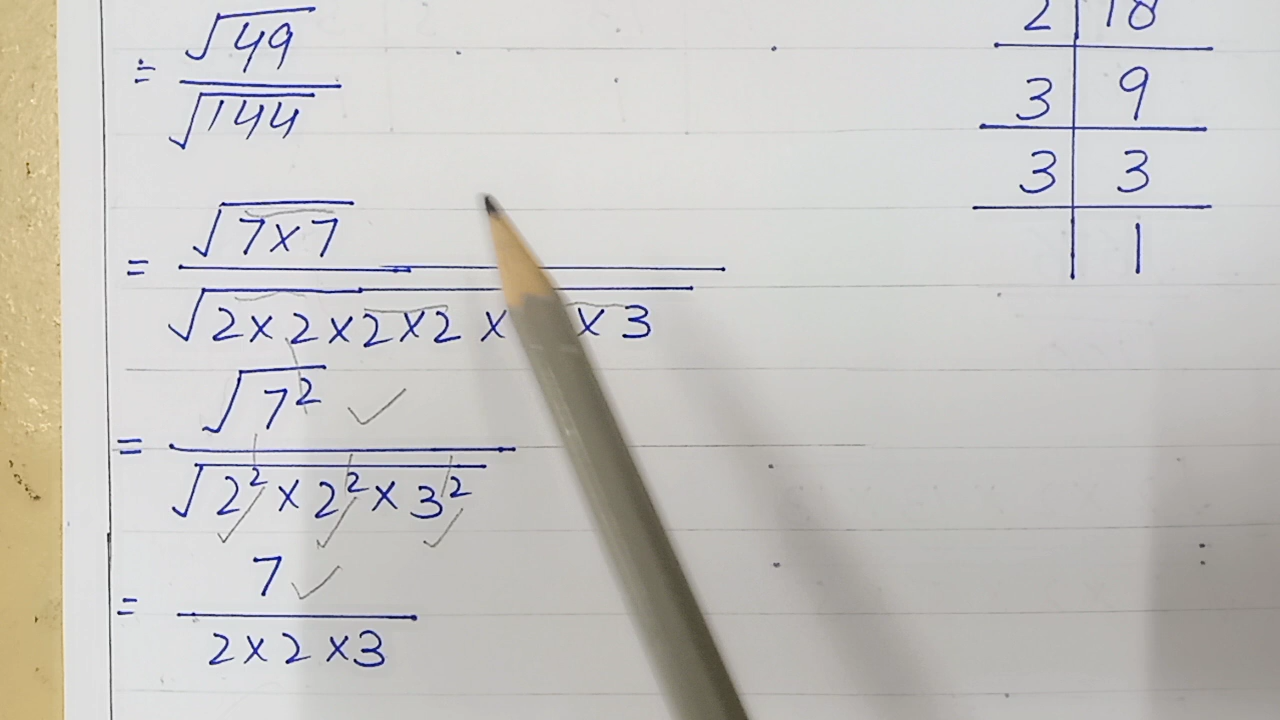 = √49 / √144
= √7×7 / √2×2×2×2× ×3
= √7² ✓ / √2²×2²×3²
= 7 ✓ / 2×2×3
2 | 18
3 | 9
3 | 3
| 1